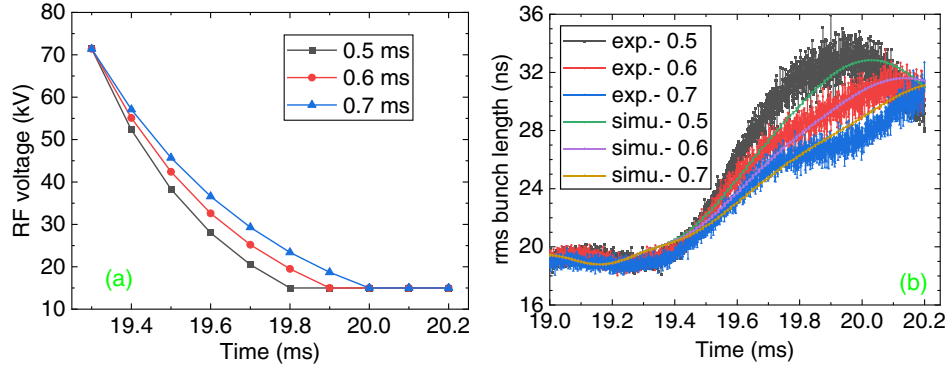 80
70
60
50
40
30
20
10
RF voltage (kV)
0.5 ms
0.6 ms
0.7 ms
(a)
19.4 19.6 19.8 20.0 20.2
Time (ms)
36
32
28
24
20
16
rms bunch length (ns)
exp.- 0.5
exp.- 0.6
exp.- 0.7
simu.- 0.5
simu.- 0.6
simu.- 0.7
(b)
19.0 19.2 19.4 19.6 19.8 20.0 20.2
Time (ms)